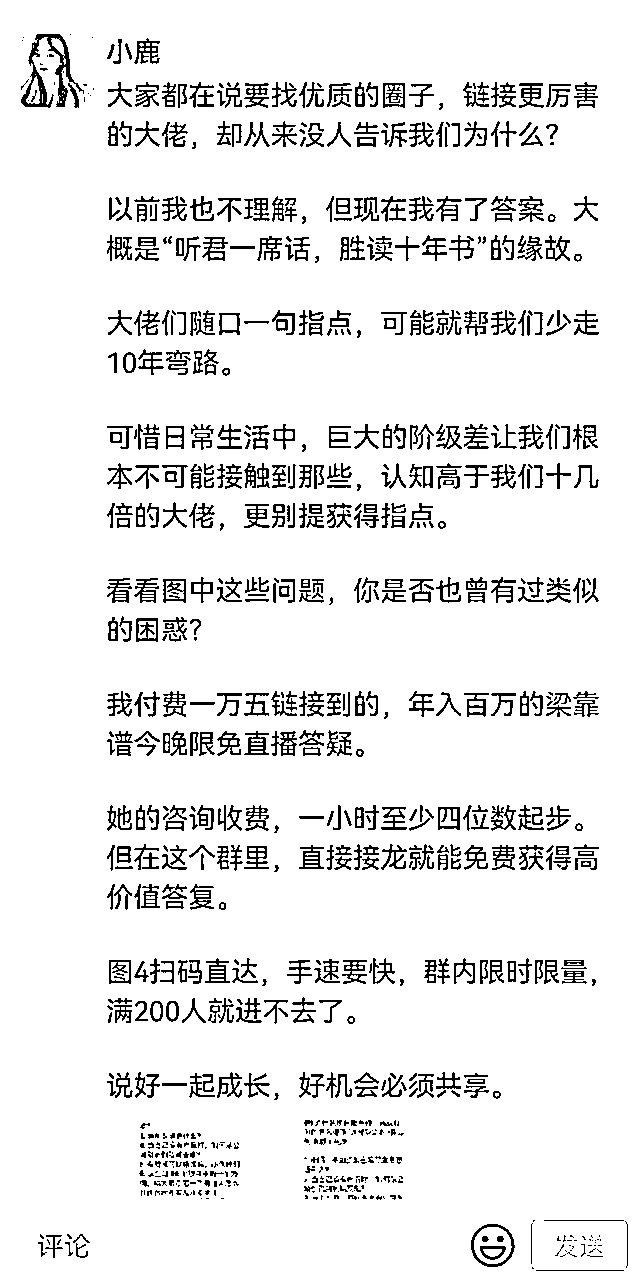 小鹿
大家都在说要找优质的圈子，链接更厉害
的大佬，却从来没人告诉我们为什么？
以前我也不理解，但现在我有了答案。大
概是“听君一席话，胜读十年书”的缘故。
大佬们随口一句指点，可能就帮我们少走
10年弯路。
可惜日常生活中，巨大的阶级差让我们根
本不可能接触到那些，认知高于我们十几
倍的大佬，更别提获得指点。
看看图中这些问题，你是否也曾有过类似
的困惑？
我付费一万五链接到的，年入百万的梁靠
谱今晚限免直播答疑。
她的咨询收费，一小时至少四位数起步。
但在这个群里，直接接龙就能免费获得高
价值答复。
图4扫码直达，手速要快，群内限时限量，
满200人就进不去了。
说好一起成长，好机会必须共享。
评论
发送